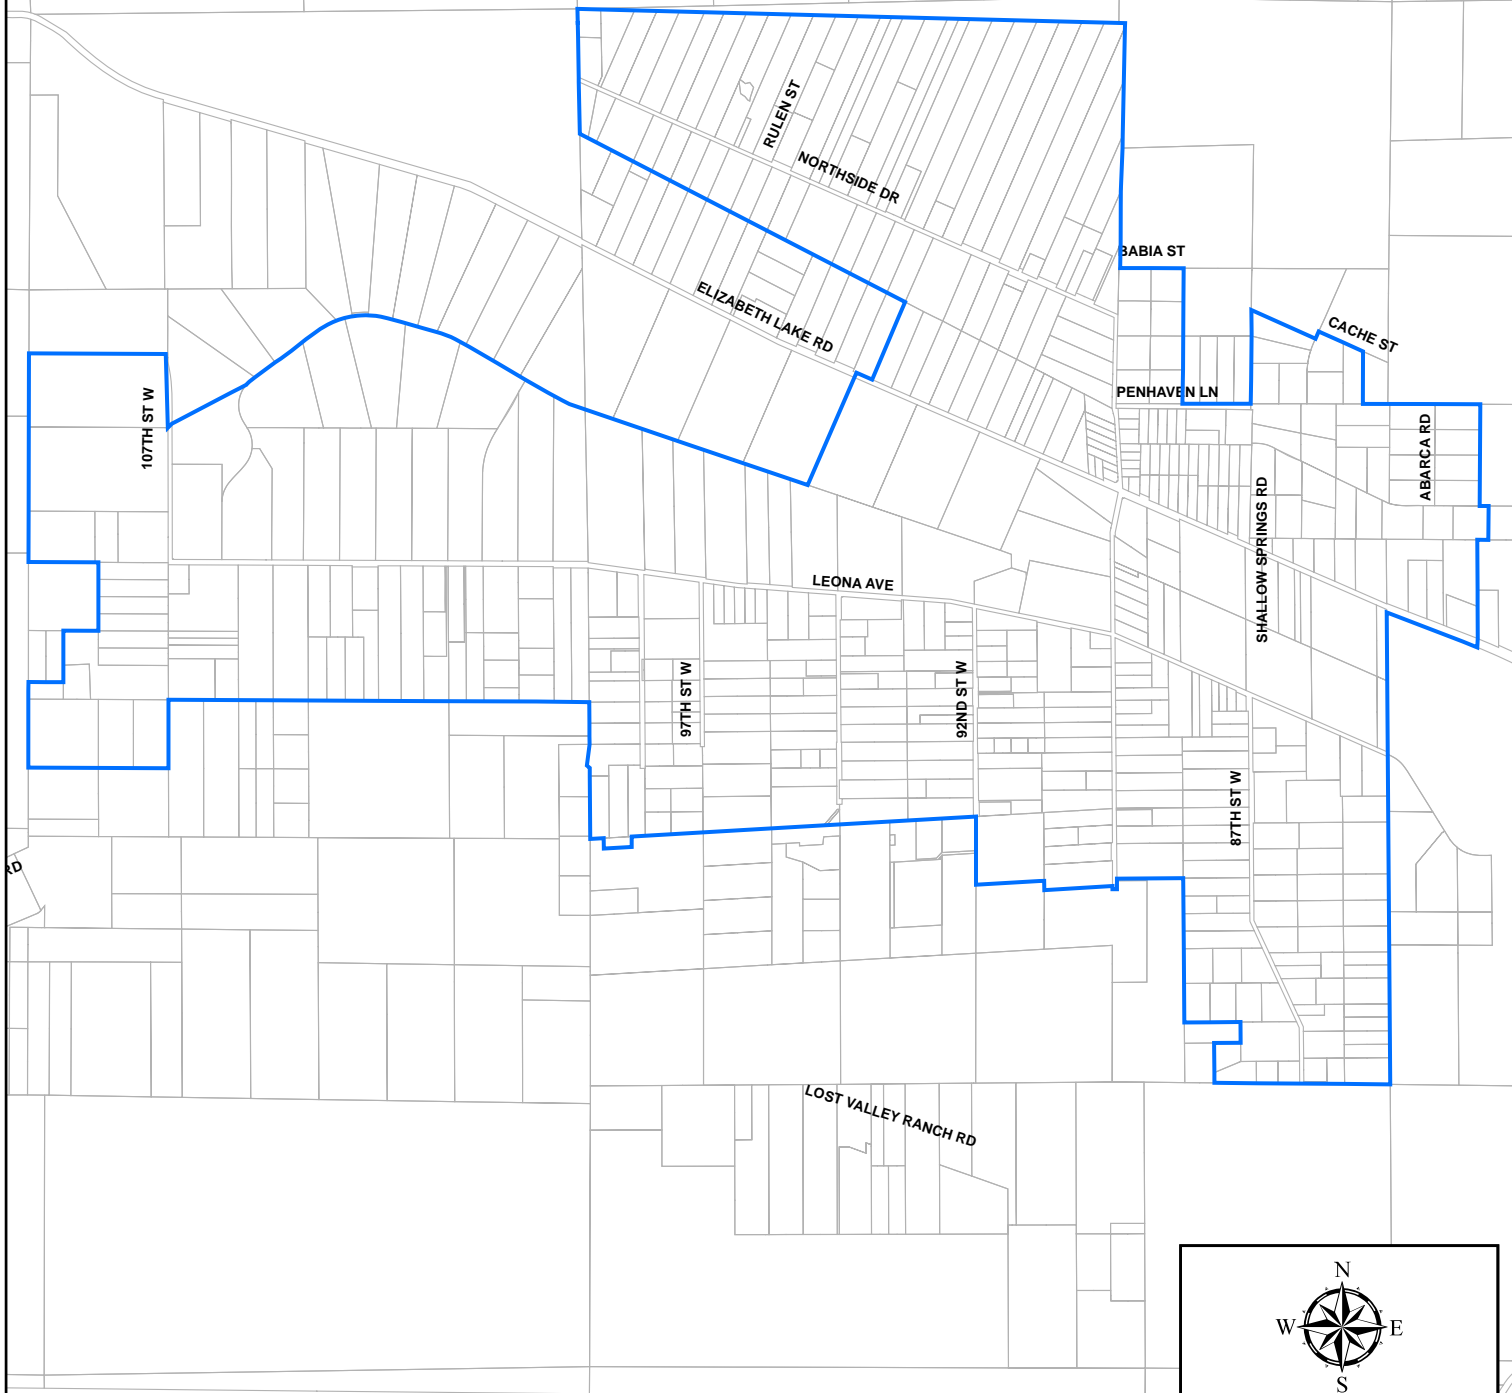 RULEN ST
NORTHSIDE DR
BABIA ST
ELIZABETH LAKE RD
CACHE ST
PENHAVEN LN
107TH ST W
ABARCA RD
SHALLOW SPRINGS RD
LEONA AVE
97TH ST W
92ND ST W
87TH ST W
RD
LOST VALLEY RANCH RD
N
W E
S